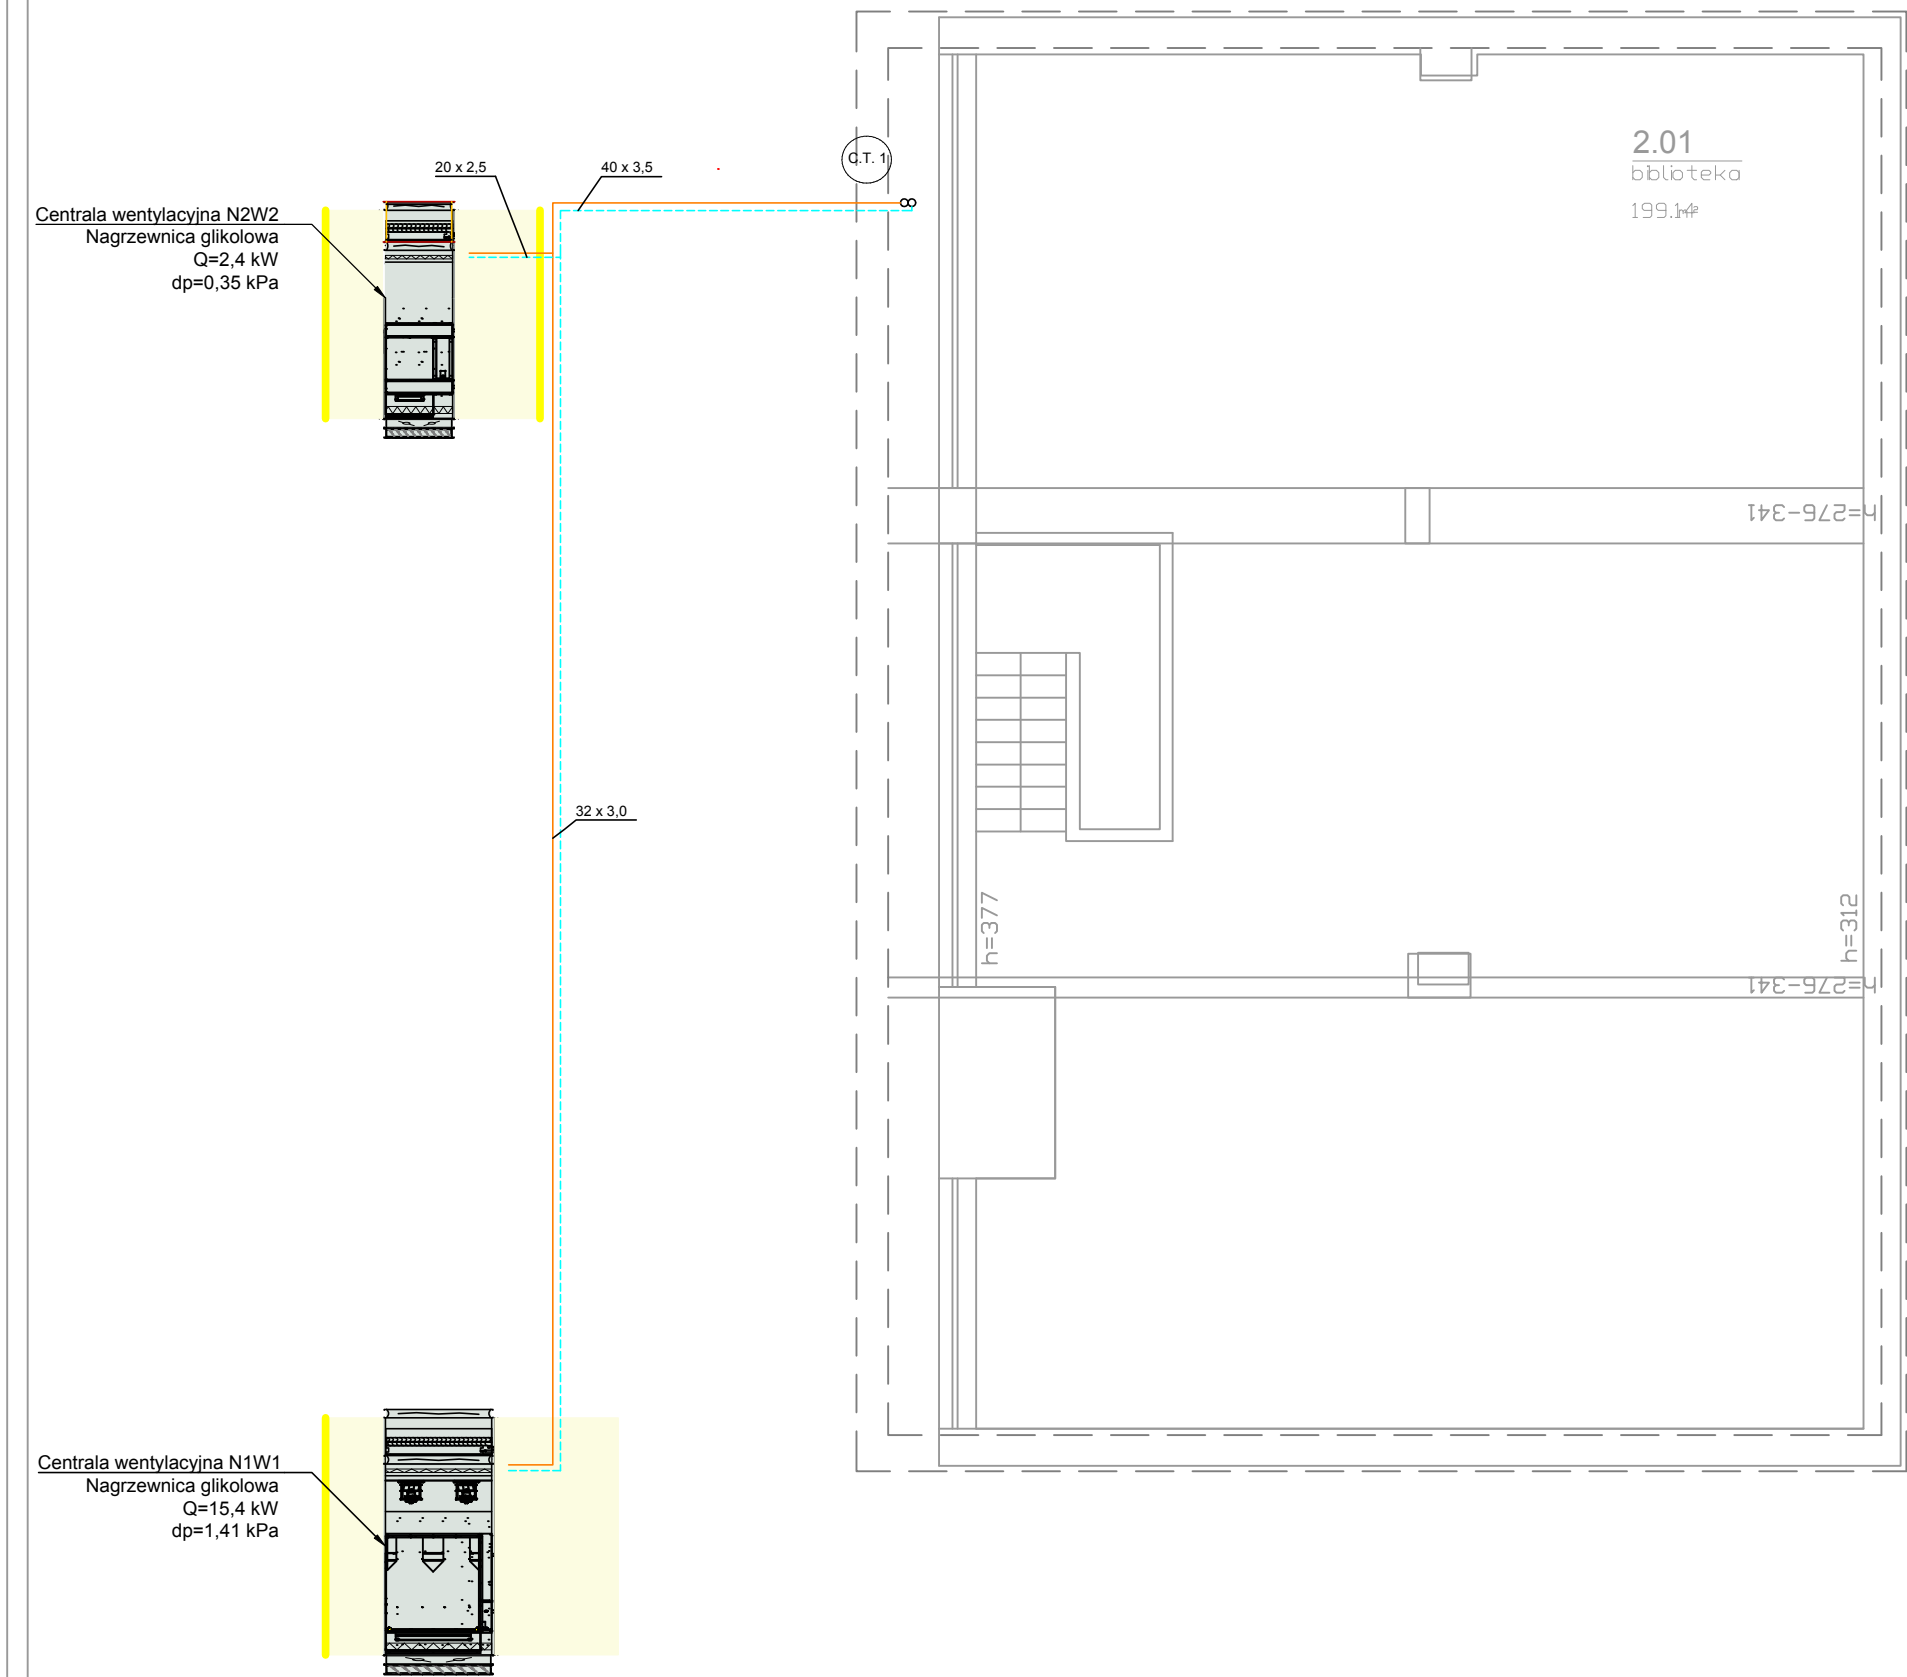 C.T. 1
20 x 2,5
40 x 3,5
2.01
biblioteka
199.14m²
Centrala wentylacyjna N2W2
Nagrzewnica glikolowa
Q=2,4 kW
dp=0,35 kPa
h=276-341
32 x 3,0
h=377
h=312
h=276-341
Centrala wentylacyjna N1W1
Nagrzewnica glikolowa
Q=15,4 kW
dp=1,41 kPa